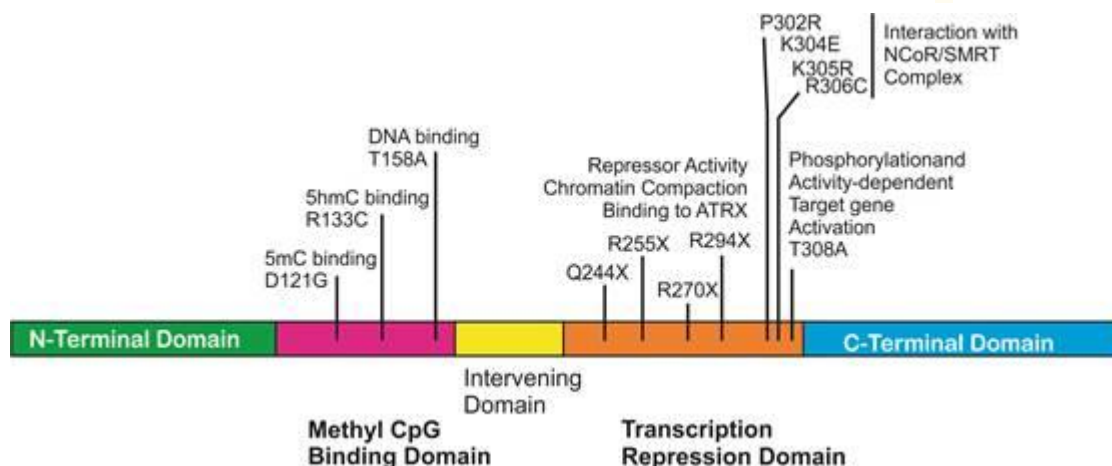 P302R
K304E
K305R
R306C
Interaction with
NCoR/SMRT
Complex
DNA binding
T158A
5hmC binding
R133C
5mC binding
D121G
Repressor Activity
Chromatin Compaction
Binding to ATRX
R255X
R294X
Q244X
R270X
Phosphorylationand
Activity-dependent
Target gene
Activation
T308A
N-Terminal Domain
C-Terminal Domain
Intervening
Domain
Methyl CpG
Binding Domain
Transcription
Repression Domain